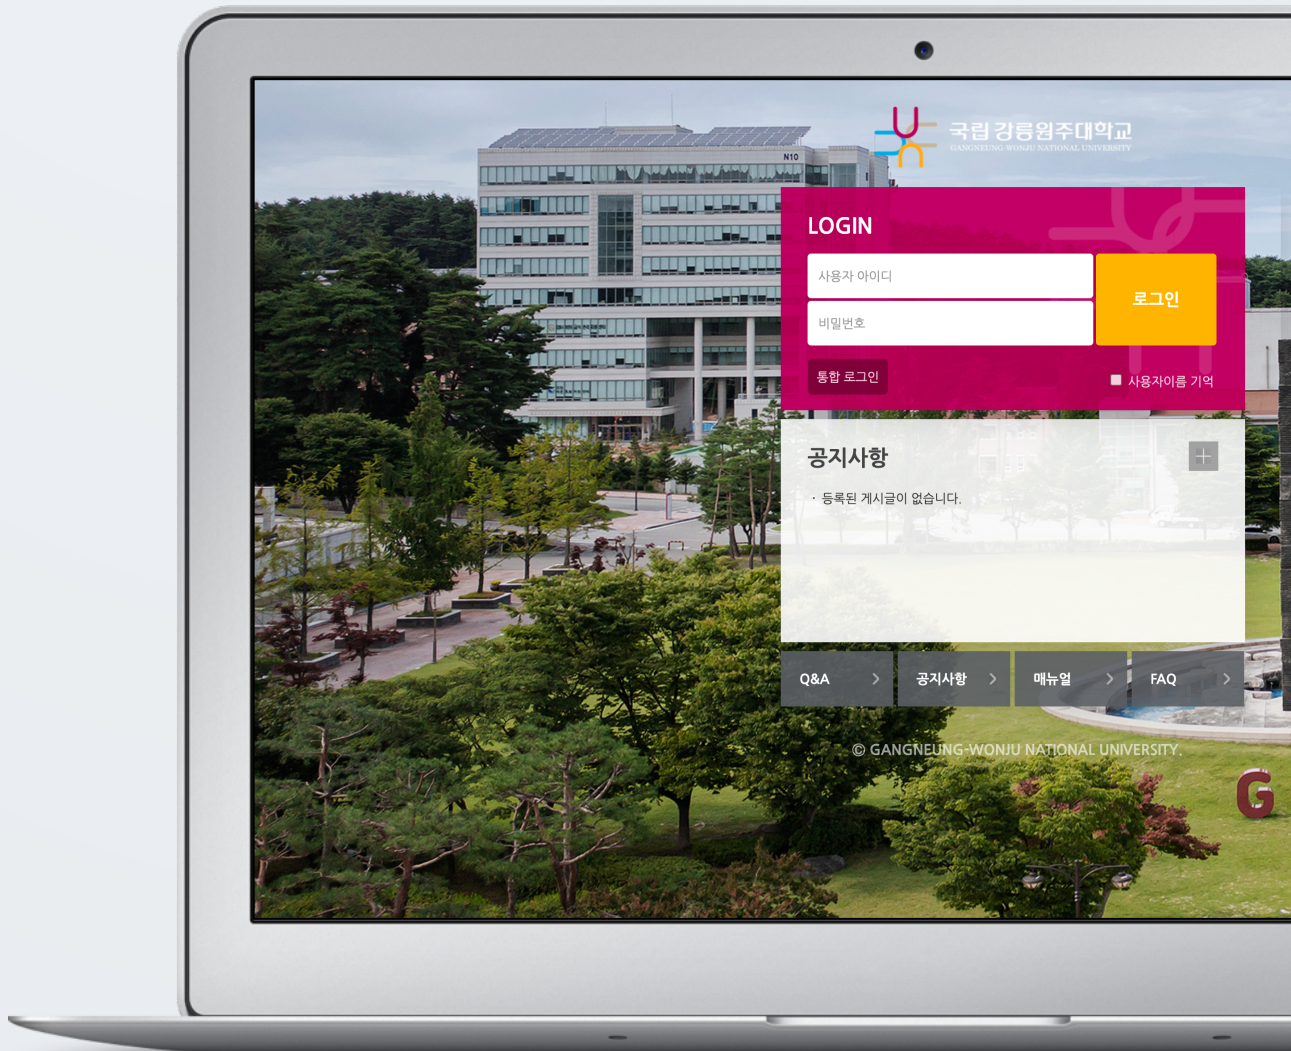 N10
국립 강릉원주대학교
GANGNEUNG-WONJU NATIONAL UNIVERSITY
LOGIN
사용자 아이디
비밀번호
로그인
통합 로그인
사용자이름 기억
공지사항
· 등록된 게시글이 없습니다.
Q&A
공지사항
매뉴얼
FAQ
© GANGNEUNG-WONJU NATIONAL UNIVERSITY.
G